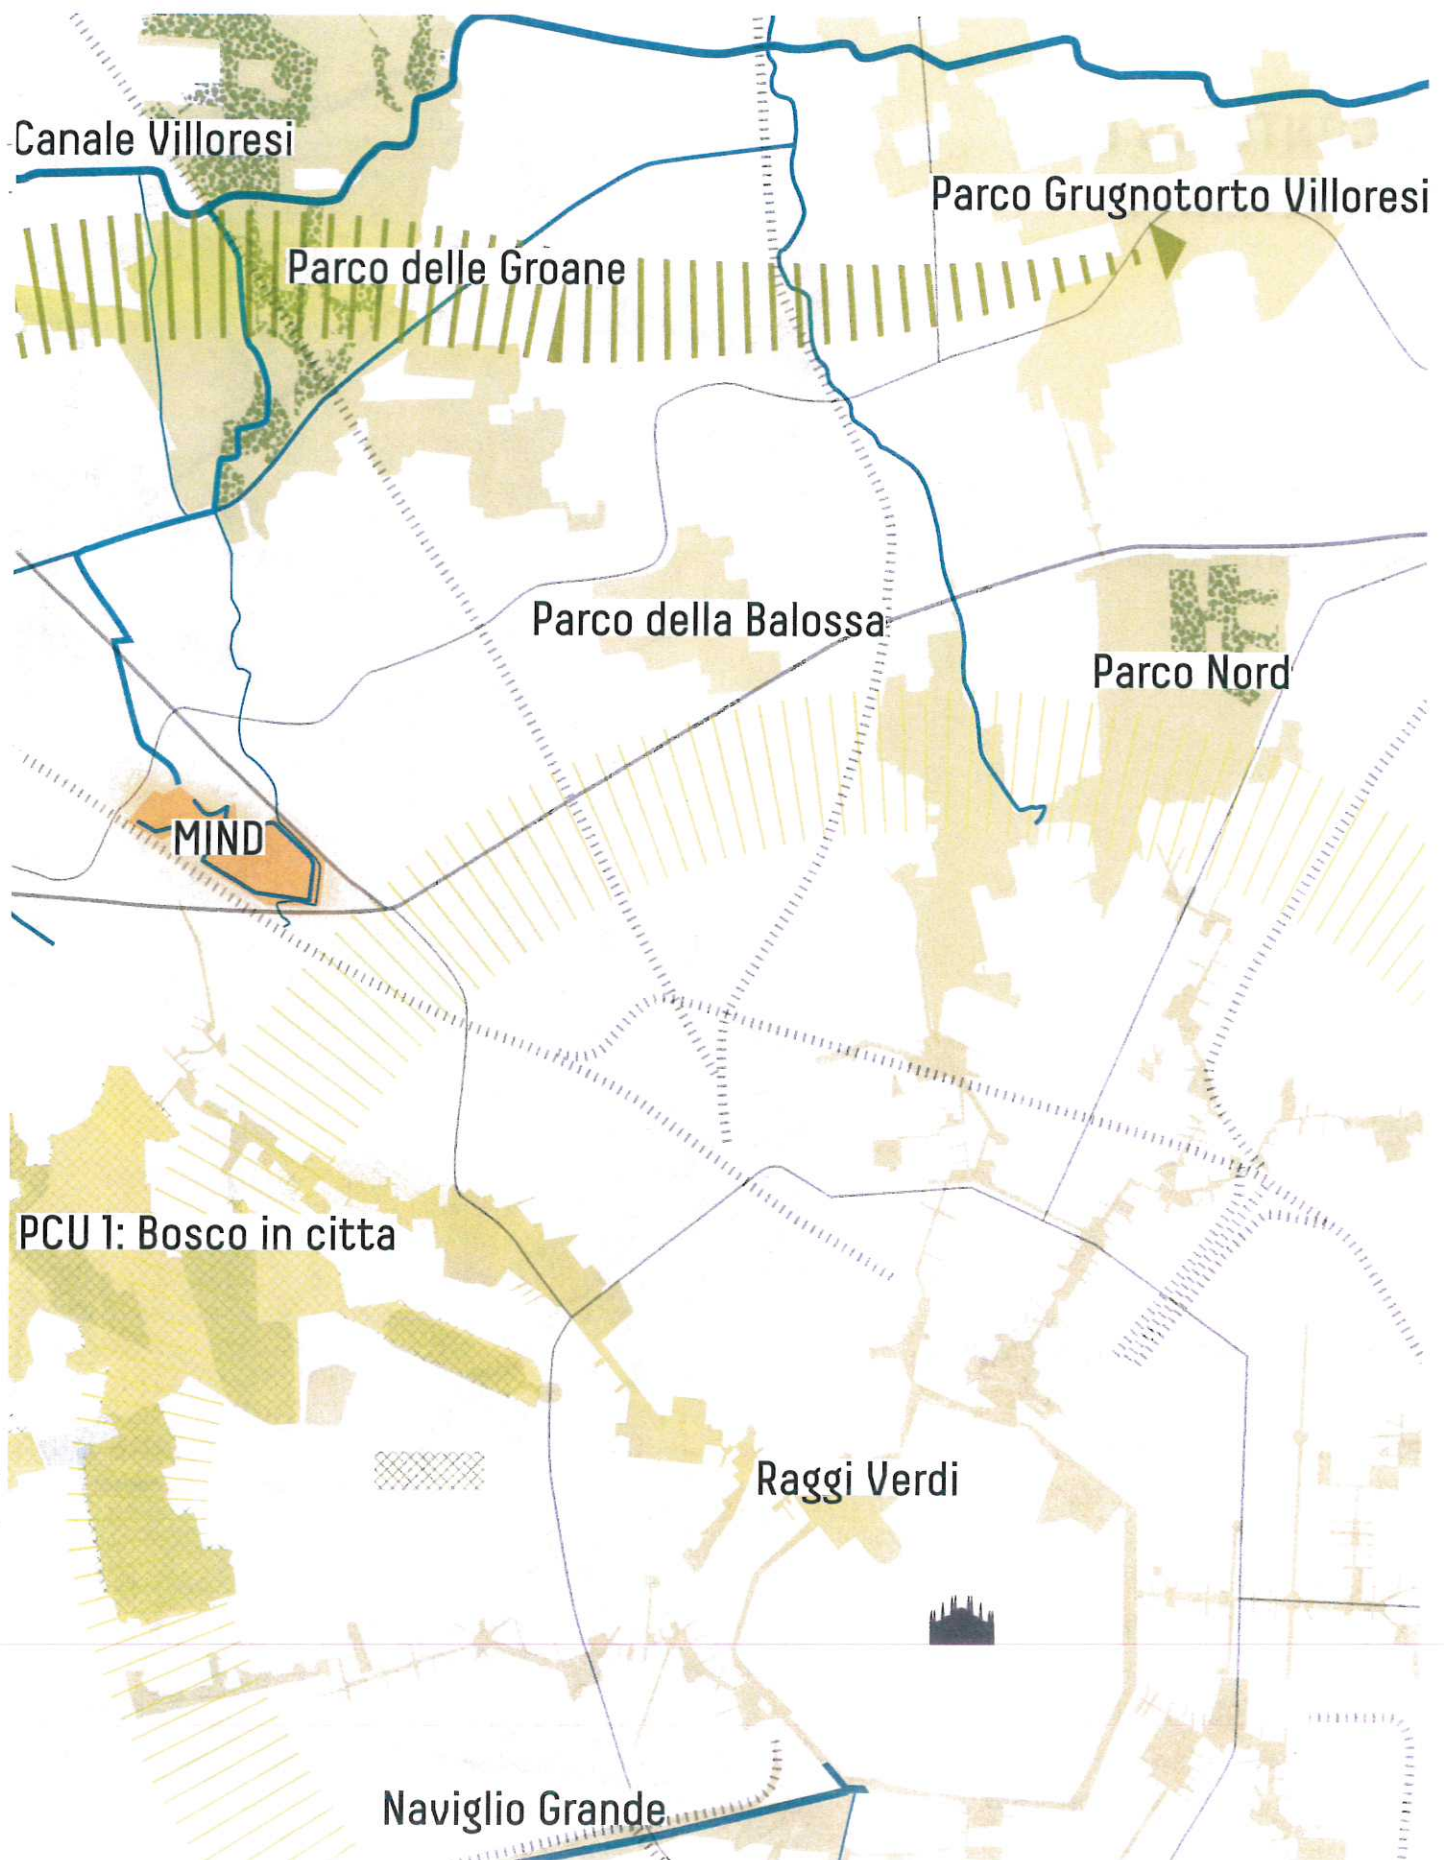 Canale Villoresi
Parco Grugnotorto Villoresi
Parco delle Groane
Parco della Balossa
Parco Nord
MIND
PCU 1: Bosco in citta
Raggi Verdi
Naviglio Grande